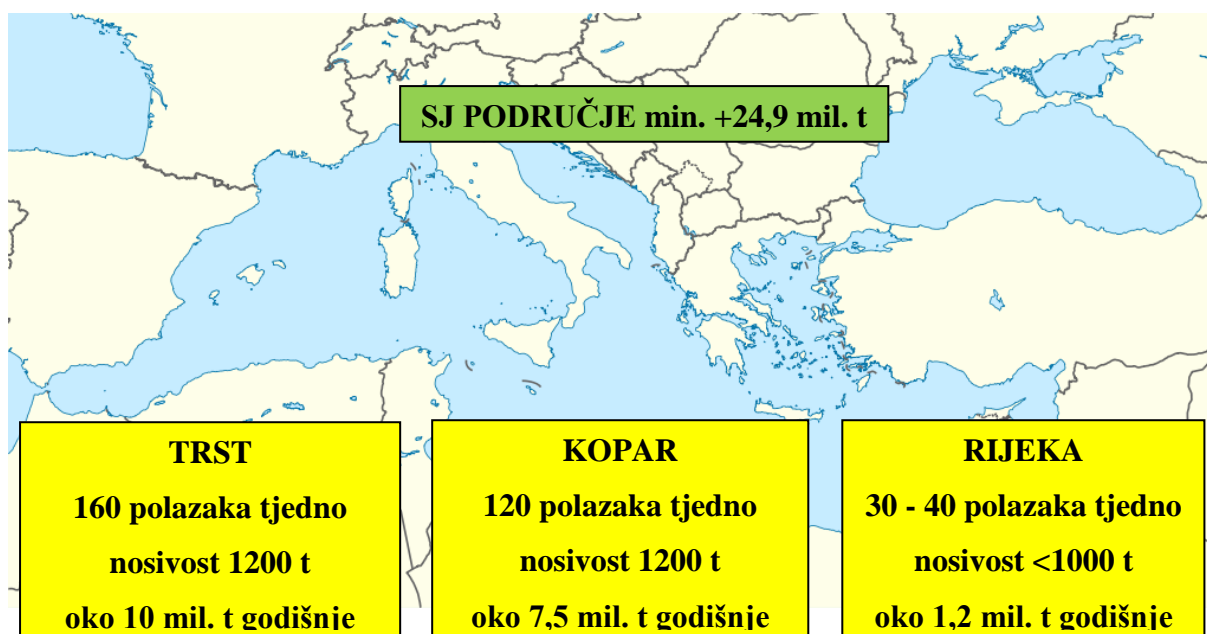 SJ PODRUČJE min. +24,9 mil. t
TRST
160 polazaka tjedno
nosivost 1200 t
oko 10 mil. t godišnje
KOPAR
120 polazaka tjedno
nosivost 1200 t
oko 7,5 mil. t godišnje
RIJEKA
30 - 40 polazaka tjedno
nosivost <1000 t
oko 1,2 mil. t godišnje